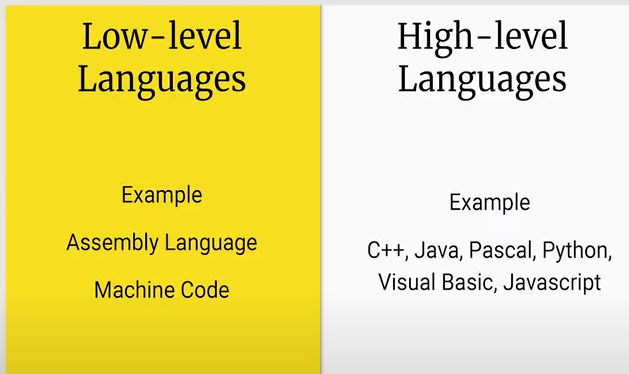 Low-level
Languages
Example
Assembly Language
Machine Code
High-level
Languages
Example
C++, Java, Pascal, Python,
Visual Basic, Javascript